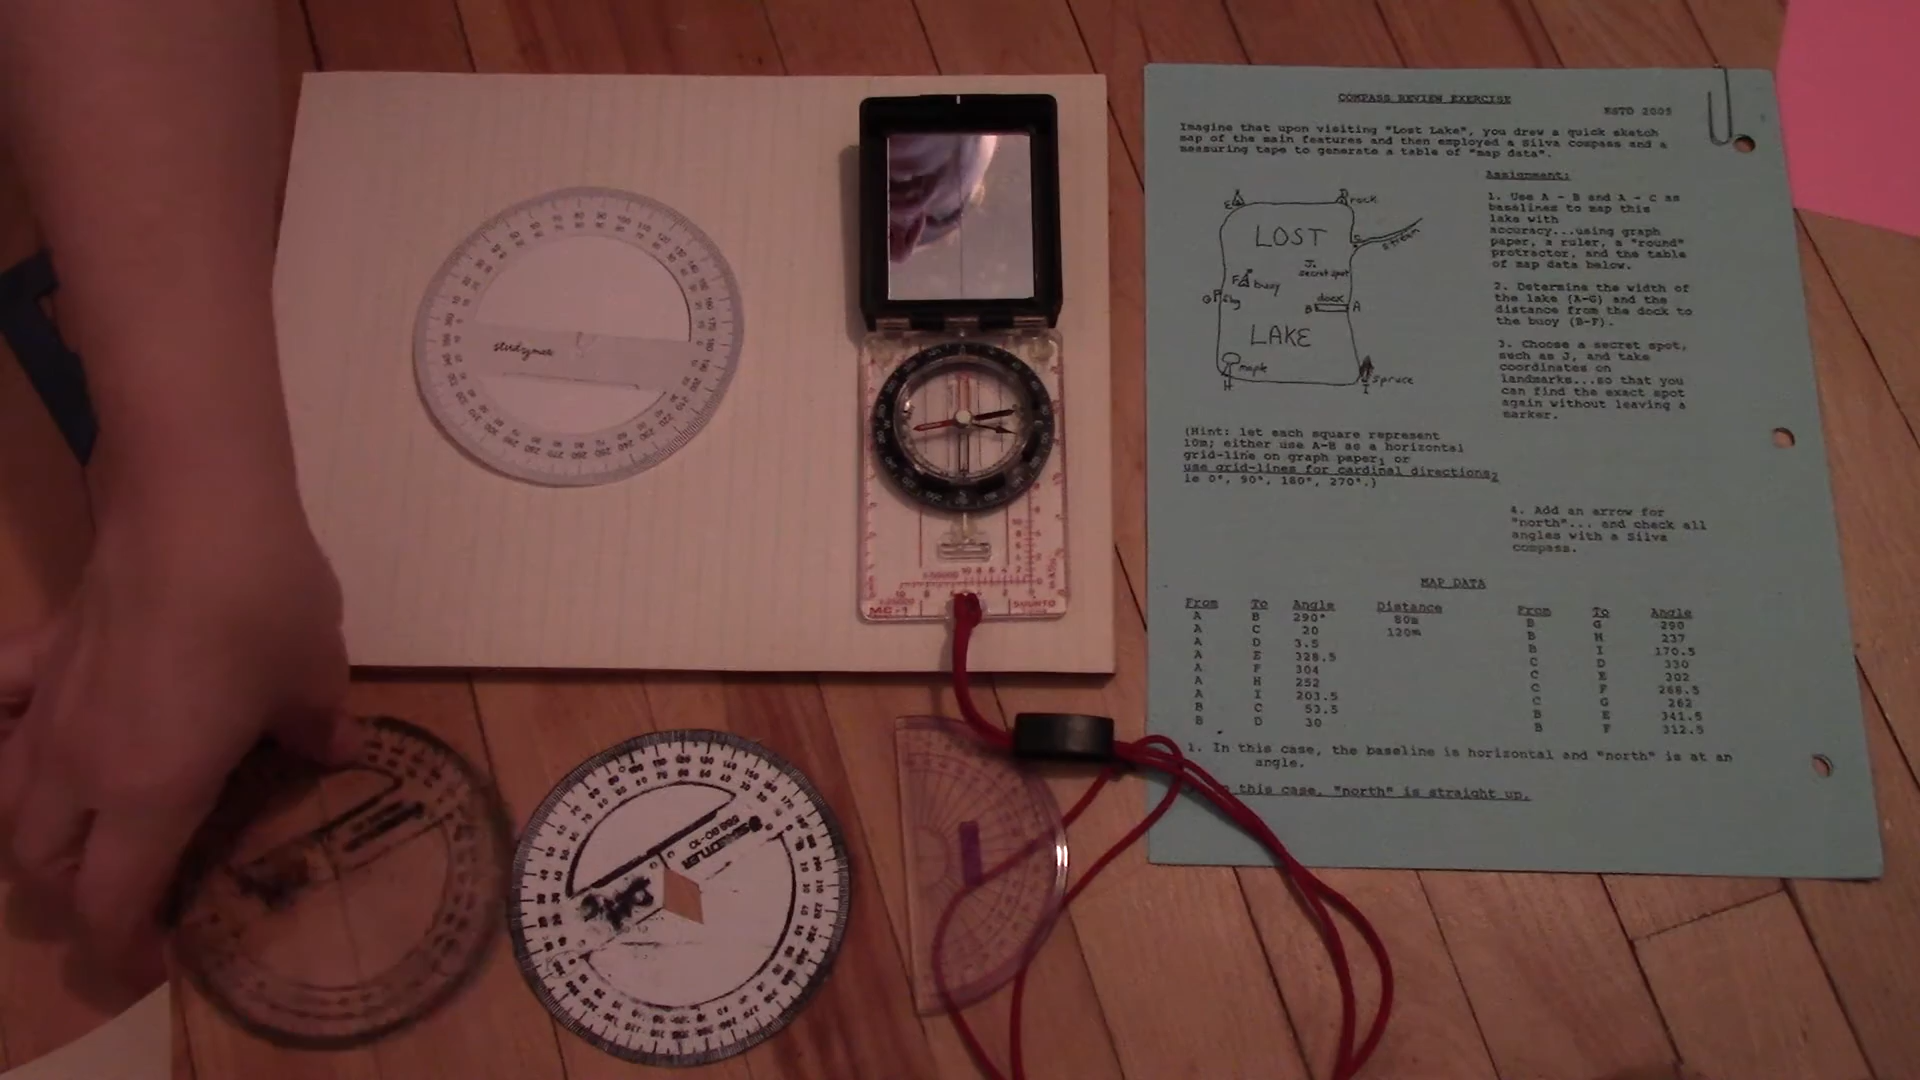 COMPASS REVIEW EXERCISE
KSTD 2005
Imagine that upon visiting "Lost Lake", you drew a quick sketch
map of the main features and then employed a Silva compass and a
measuring tape to generate a table of "map data".
Assignment:
1. Use A - B and A - C as
baselines to map this
lake with
accuracy...using graph
paper, a ruler, a "round"
protractor, and the table
of map data below.
2. Determine the width of
the lake (A-G) and the
distance from the dock to
the buoy (B-F).
3. Choose a secret spot,
such as J, and take
coordinates on
landmarks...so that you
can find the exact spot
again without leaving a
marker.
E
D rock
LOST
C stream
J.
secret spot
F buoy
G flag
dock
B A
LAKE
maple
H
spruce
I
(Hint: let each square represent
10m; either use A-B as a horizontal
grid-line on graph paper1 or
use grid-lines for cardinal directions2
ie 0°, 90°, 180°, 270°.)
4. Add an arrow for
"north"... and check all
angles with a Silva
compass.
MAP DATA
From To Angle Distance From To Angle
A B 290° 80m B G 290
A C 20 120m B H 237
A D 3.5 B I 170.5
A E 328.5 C D 330
A F 304 C E 302
A H 252 C F 268.5
A I 203.5 C G 262
B C 53.5 B E 341.5
B D 30 B F 312.5
1. In this case, the baseline is horizontal and "north" is at an
angle.
this case, "north" is straight up.
studymate
MC-1
SUUNTO
STAEDTLER
568 80-10